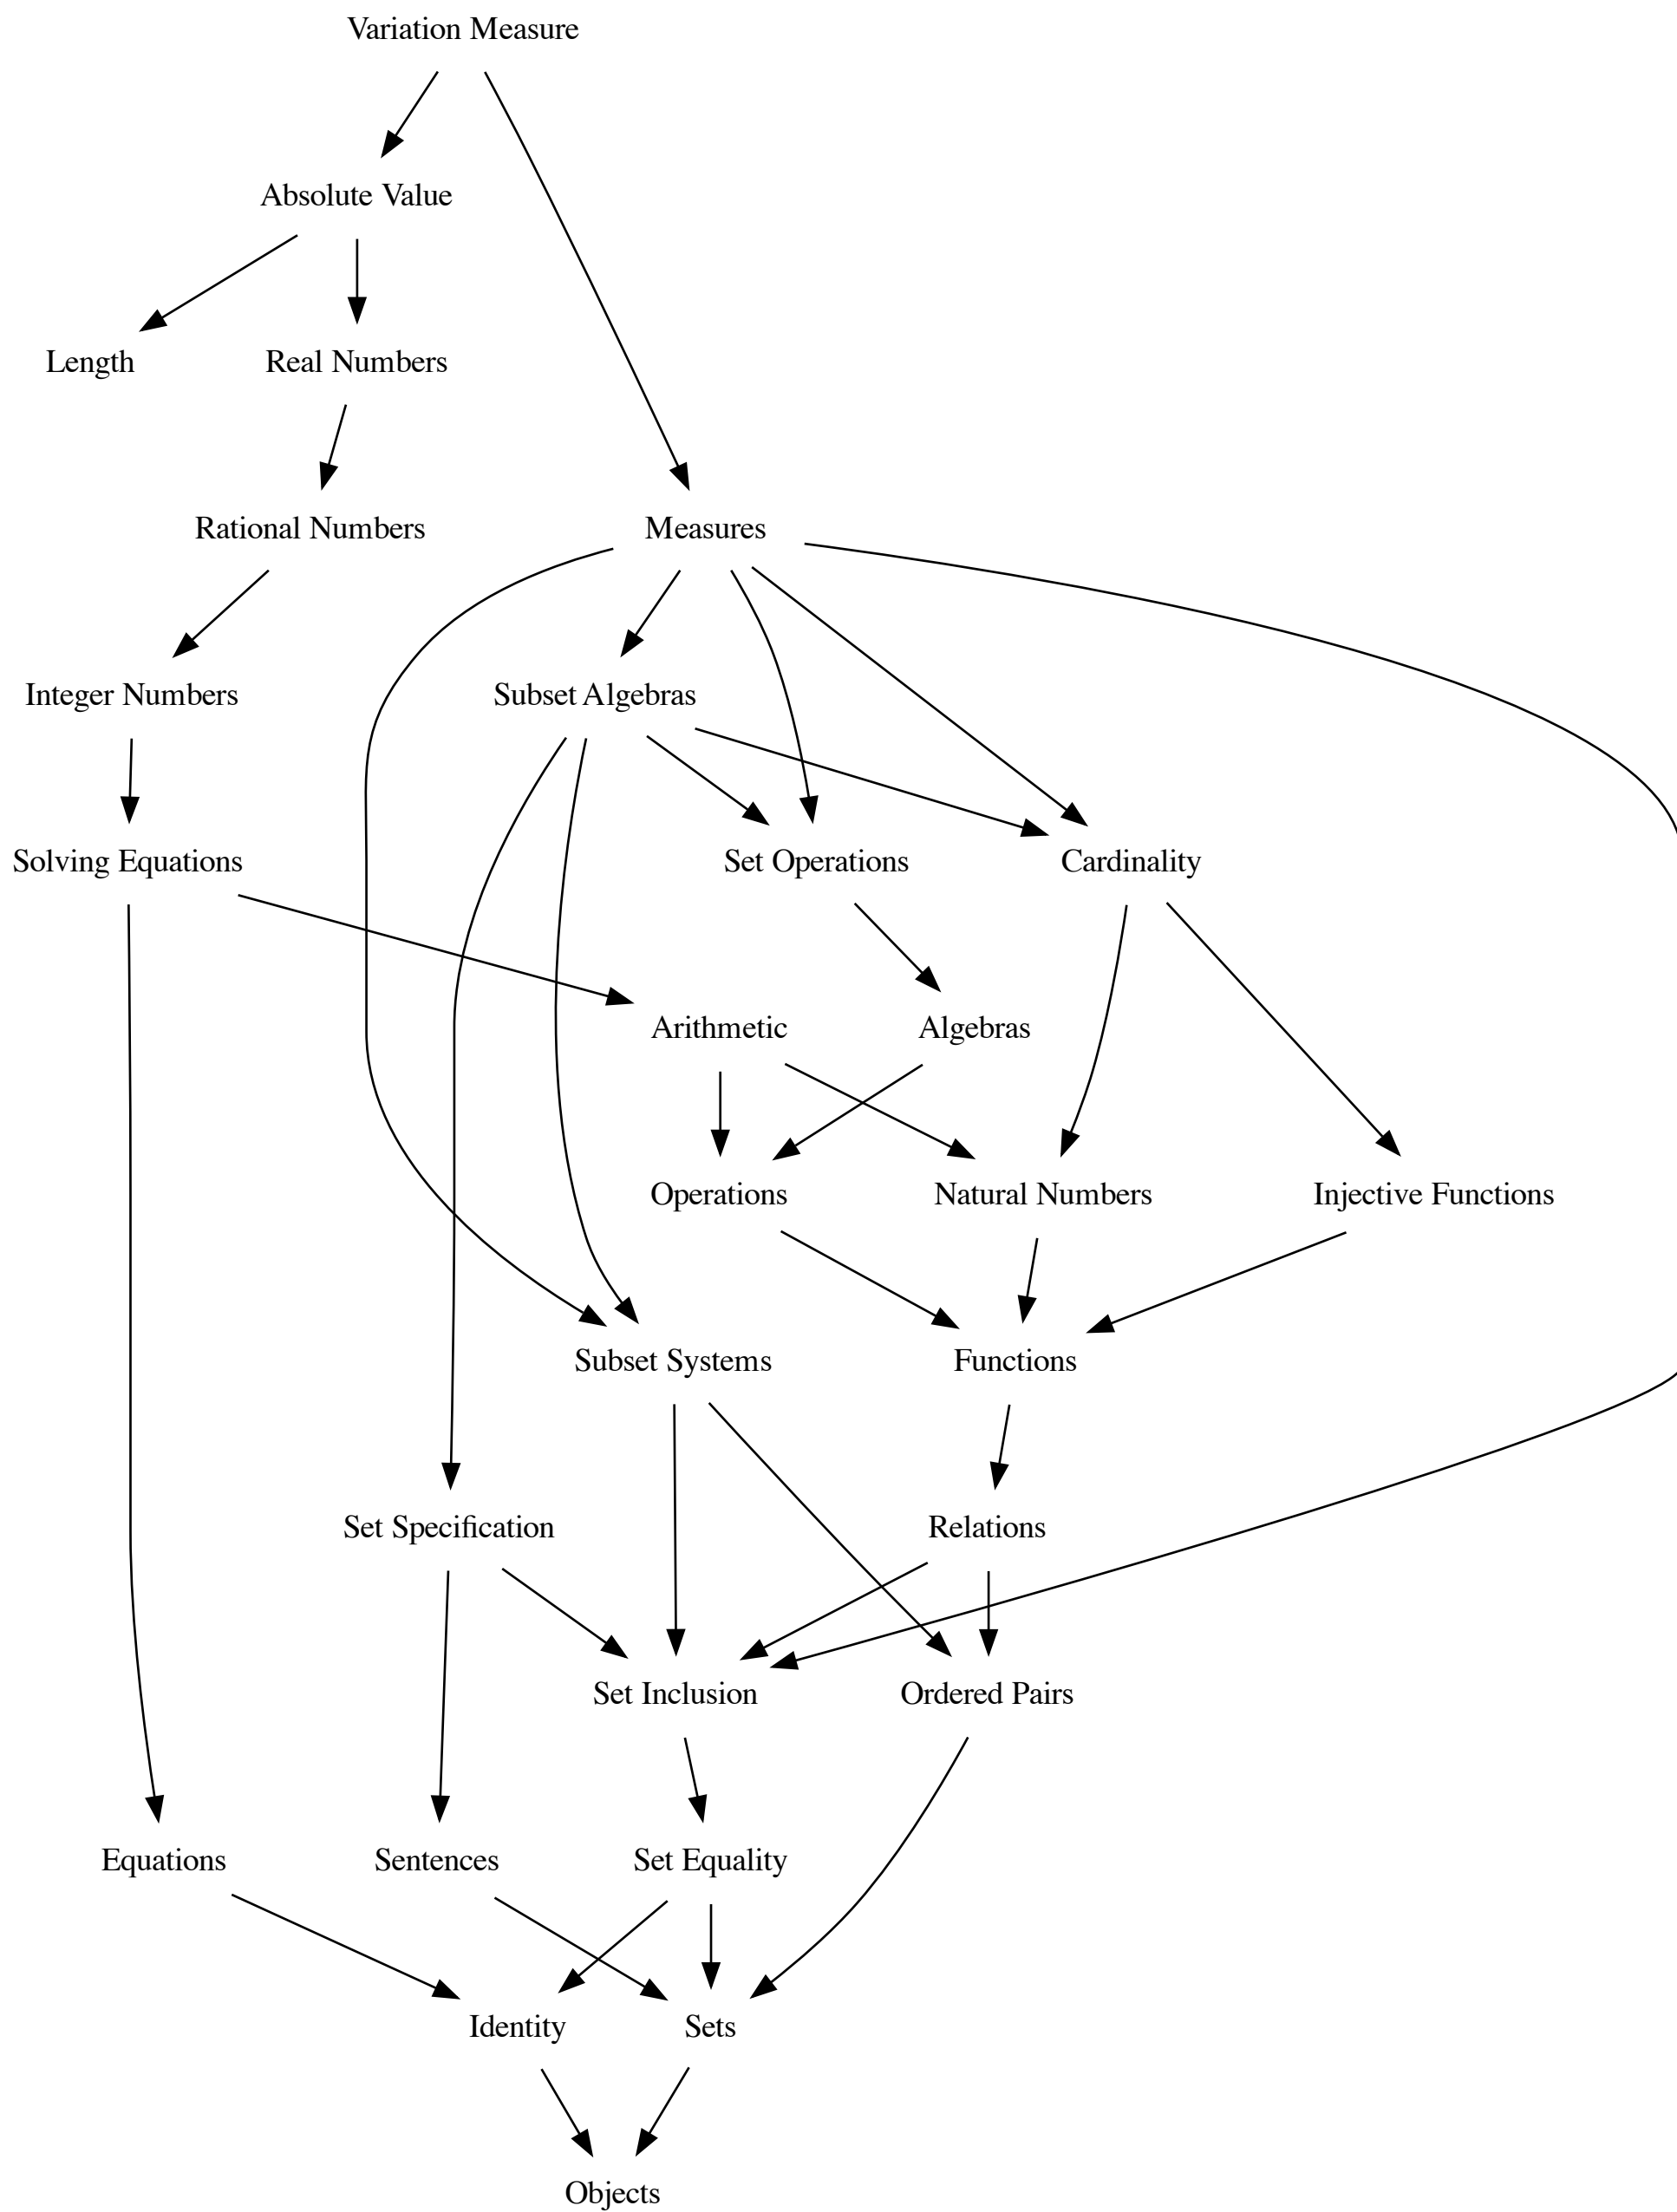 Variation Measure
Absolute Value
Length
Real Numbers
Rational Numbers
Measures
Integer Numbers
Subset Algebras
Solving Equations
Set Operations
Cardinality
Arithmetic
Algebras
Operations
Natural Numbers
Injective Functions
Subset Systems
Functions
Set Specification
Relations
Set Inclusion
Ordered Pairs
Equations
Sentences
Set Equality
Identity
Sets
Objects